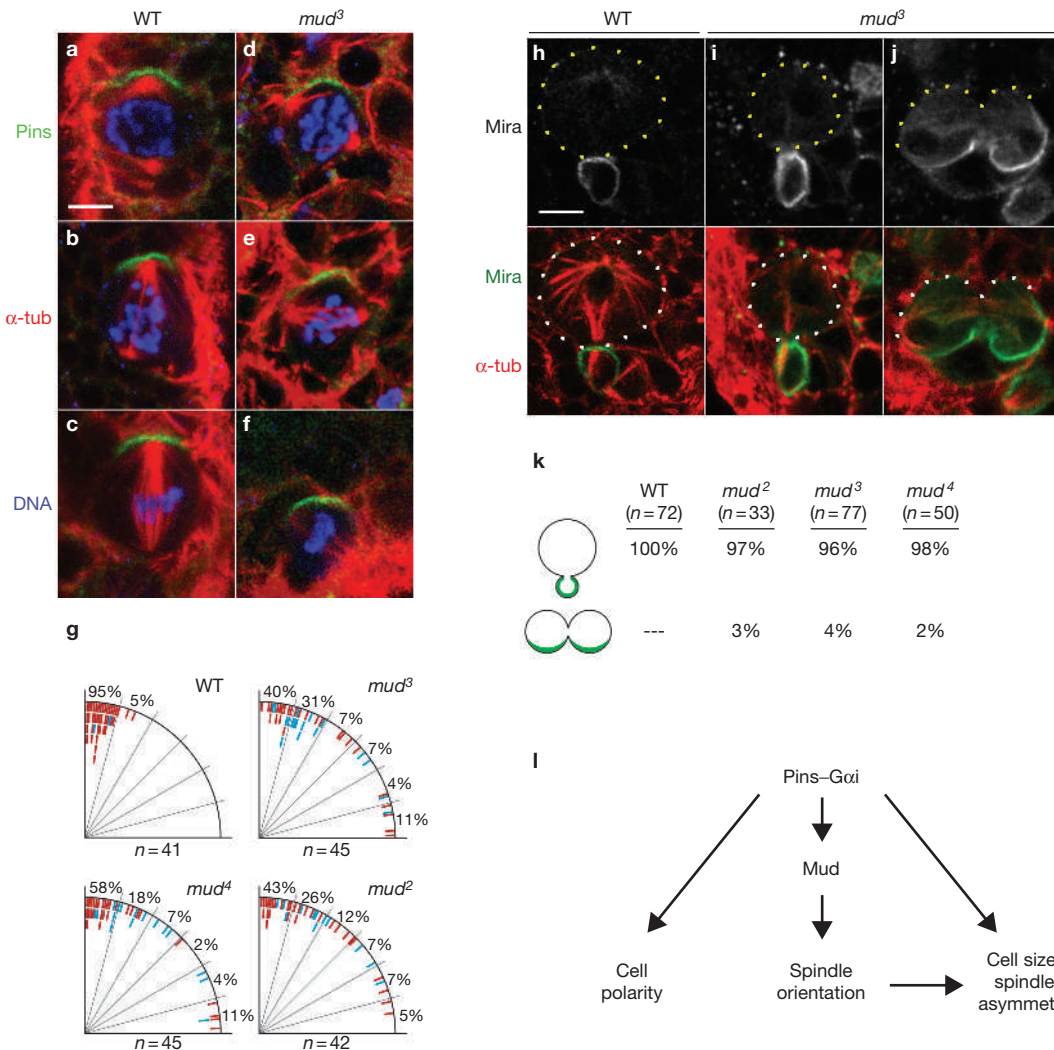 WT mud³
a d
Pins
b e
α-tub
c f
DNA
g
WT
95% 5%
n=41
mud³
40% 31% 7% 7% 4% 11%
n=45
mud⁴
58% 18% 7% 2% 4% 11%
n=45
mud²
43% 26% 12% 7% 7% 5%
n=42
WT mud³
h i j
Mira
Mira
α-tub
k
WT mud² mud³ mud⁴
(n=72) (n=33) (n=77) (n=50)
100% 97% 96% 98%
--- 3% 4% 2%
l
Pins–Gαi
Mud
Cell
polarity
Spindle
orientation
Cell size
spindle
asymmet